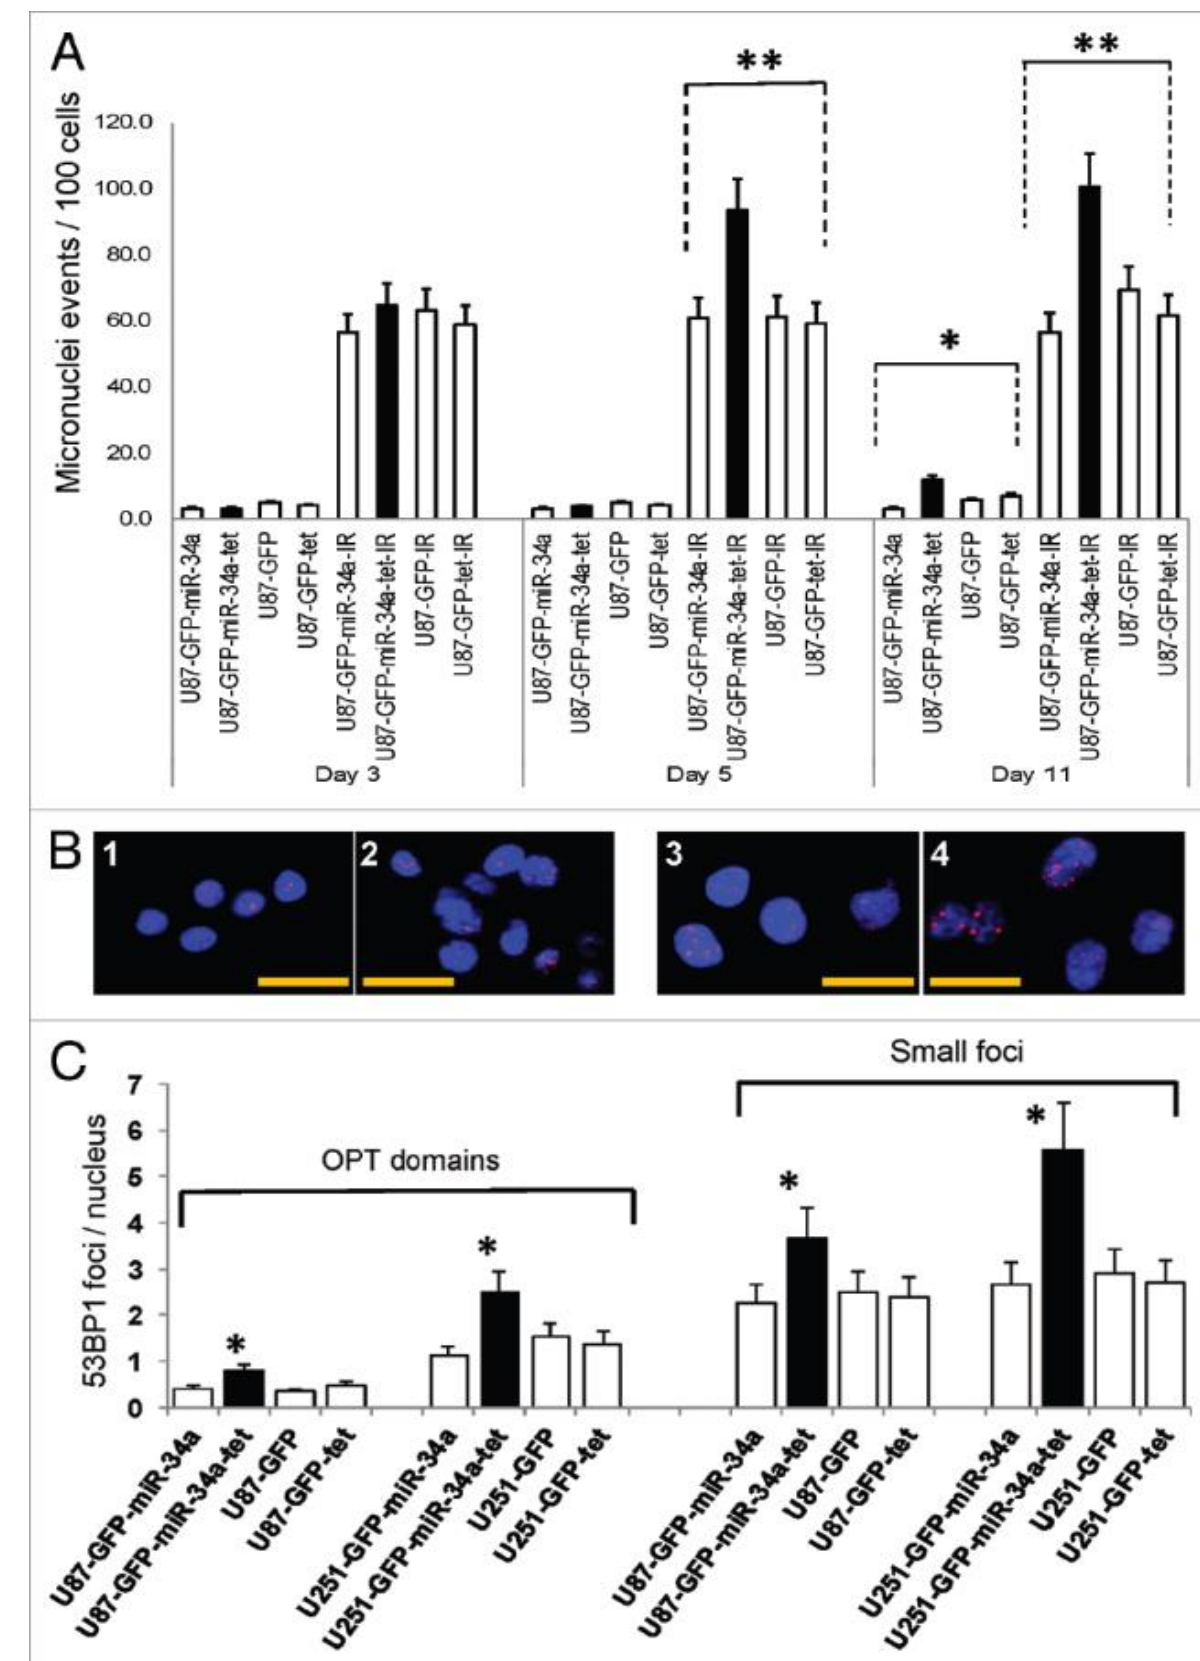 A
Micronuclei events / 100 cells
120.0
100.0
80.0
60.0
40.0
20.0
0.0
**
**
*
U87-GFP-miR-34a
U87-GFP-miR-34a-tet
U87-GFP
U87-GFP-tet
U87-GFP-miR-34a-IR
U87-GFP-miR-34a-tet-IR
U87-GFP-IR
U87-GFP-tet-IR
U87-GFP-miR-34a
U87-GFP-miR-34a-tet
U87-GFP
U87-GFP-tet
U87-GFP-miR-34a-IR
U87-GFP-miR-34a-tet-IR
U87-GFP-IR
U87-GFP-tet-IR
U87-GFP-miR-34a
U87-GFP-miR-34a-tet
U87-GFP
U87-GFP-tet
U87-GFP-miR-34a-IR
U87-GFP-miR-34a-tet-IR
U87-GFP-IR
U87-GFP-tet-IR
Day 3
Day 5
Day 11
B
1
2
3
4
C
53BP1 foci / nucleus
7
6
5
4
3
2
1
0
OPT domains
Small foci
*
*
*
*
U87-GFP-miR-34a
U87-GFP-miR-34a-tet
U87-GFP
U87-GFP-tet
U251-GFP-miR-34a
U251-GFP-miR-34a-tet
U251-GFP
U251-GFP-tet
U87-GFP-miR-34a
U87-GFP-miR-34a-tet
U87-GFP
U87-GFP-tet
U251-GFP-miR-34a
U251-GFP-miR-34a-tet
U251-GFP
U251-GFP-tet